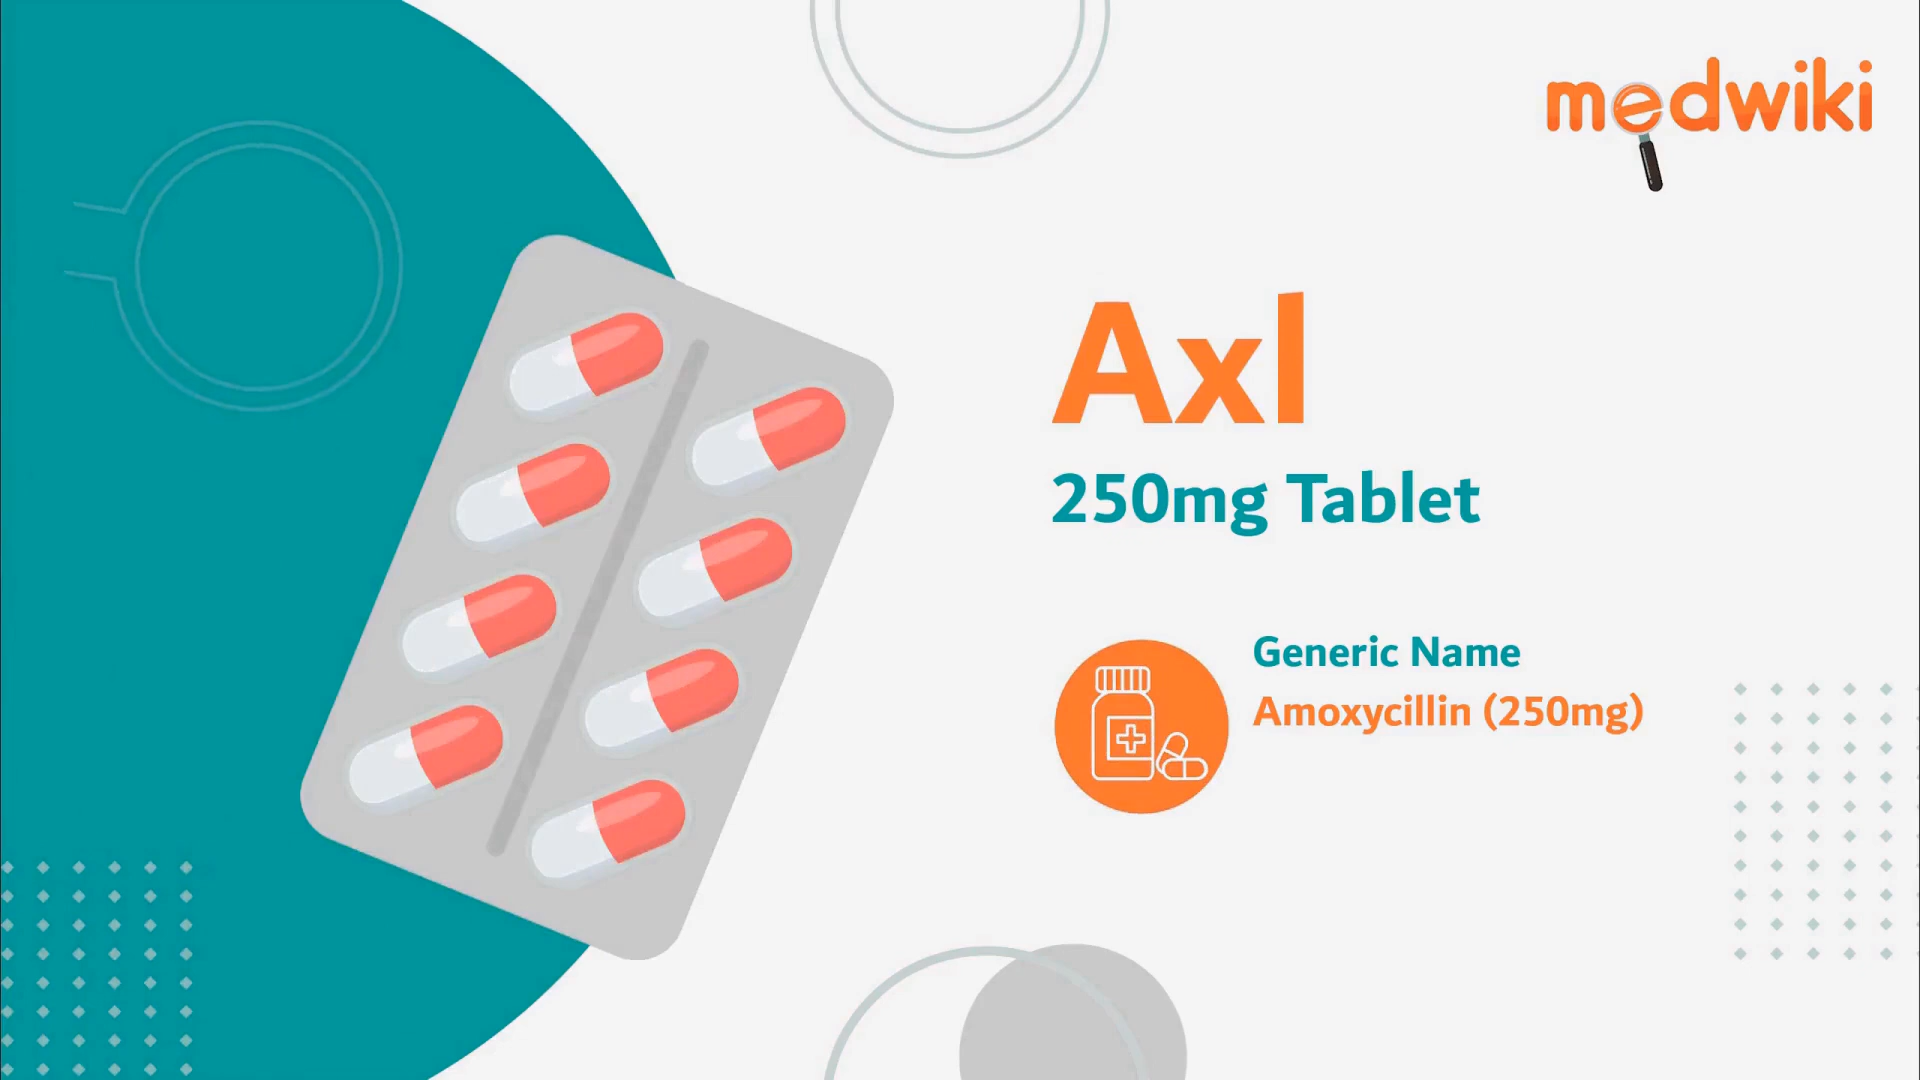 medwiki
Axl
250mg Tablet
Generic Name
Amoxycillin (250mg)